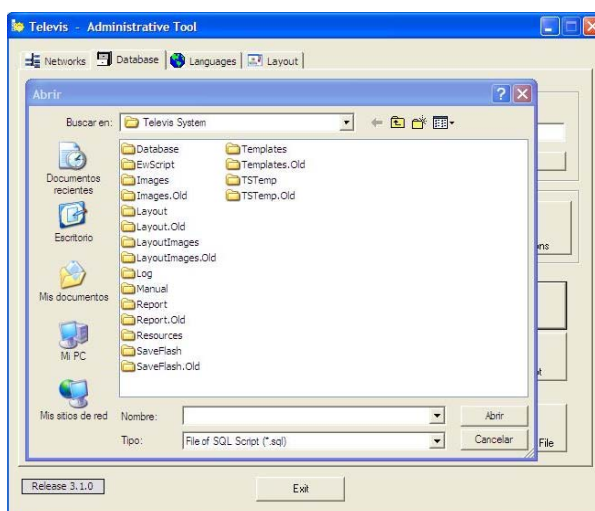 Televis - Administrative Tool
Networks Database Languages Layout
Abrir
Buscar en: Televis System
Documentos recientes
Escritorio
Mis documentos
Mi PC
Mis sitios de red
Database
EwScript
Images
Images.Old
Layout
Layout.Old
LayoutImages
LayoutImages.Old
Log
Manual
Report
Report.Old
Resources
SaveFlash
SaveFlash.Old
Templates
Templates.Old
TSTemp
TSTemp.Old
Nombre:
Abrir
Tipo: File of SQL Script (*.sql)
Cancelar
ns
File
Release 3.1.0
Exit